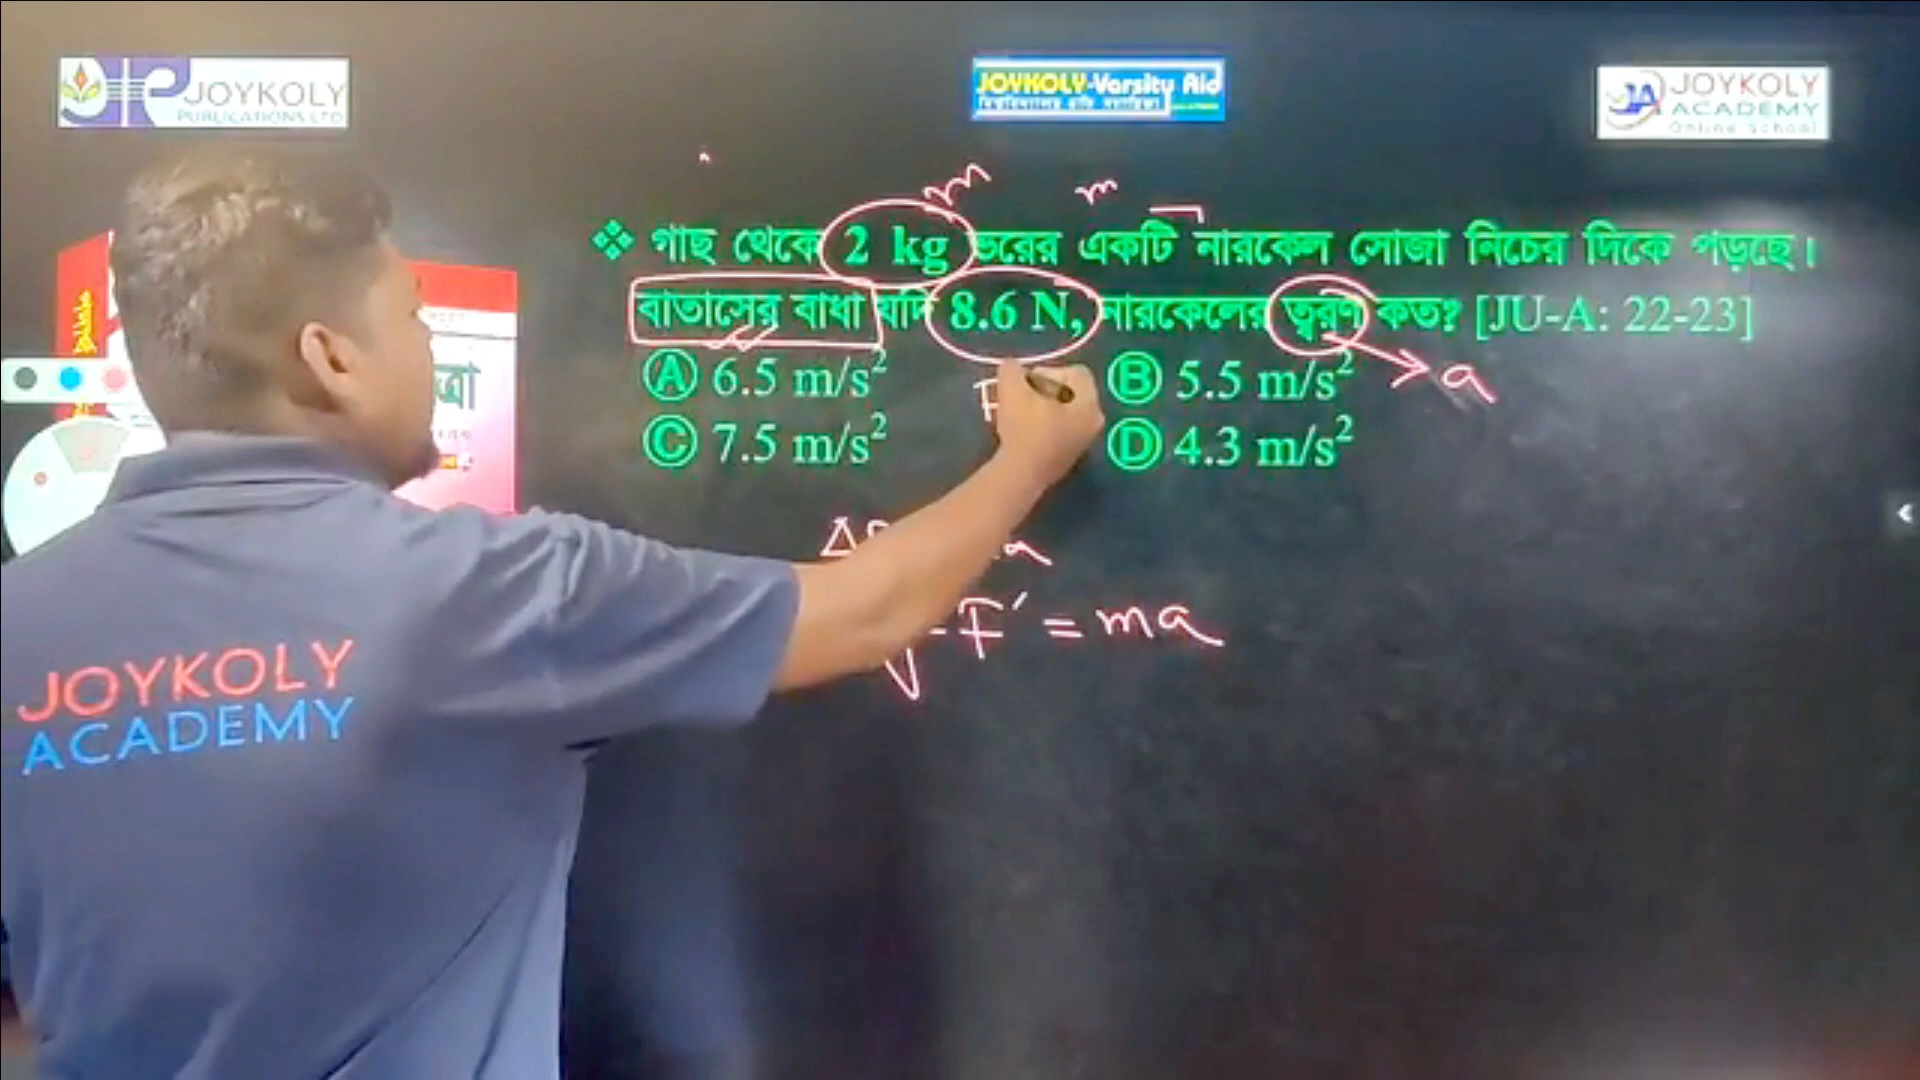 JOYKOLY
PUBLICATIONS LTD
JOYKOLY-Varsity Aid
JOYKOLY
ACADEMY
Online School
m m
❖ গাছ থেকে 2 kg ভরের একটি নারকেল সোজা নিচের দিকে পড়ছে।
বাতাসের বাধা যদি 8.6 N, নারকেলের ত্বরণ কত? [JU-A: 22-23]
Ⓐ 6.5 m/s² Ⓑ 5.5 m/s²
a
F
Ⓒ 7.5 m/s² Ⓓ 4.3 m/s²
a
- F′ = ma
JOYKOLY
ACADEMY